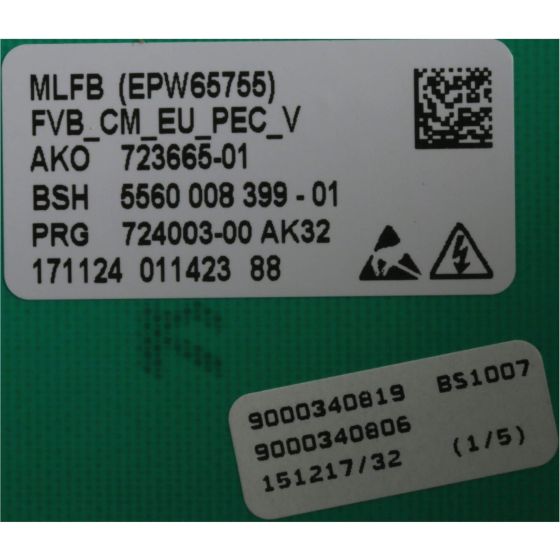 MLFB (EPW65755)
FVB_CM_EU_PEC_V
AKO 723665-01
BSH 5560 008 399 - 01
PRG 724003-00 AK32
171124 011423 88
9000340819 BS1007
9000340806
151217/32 (1/5)